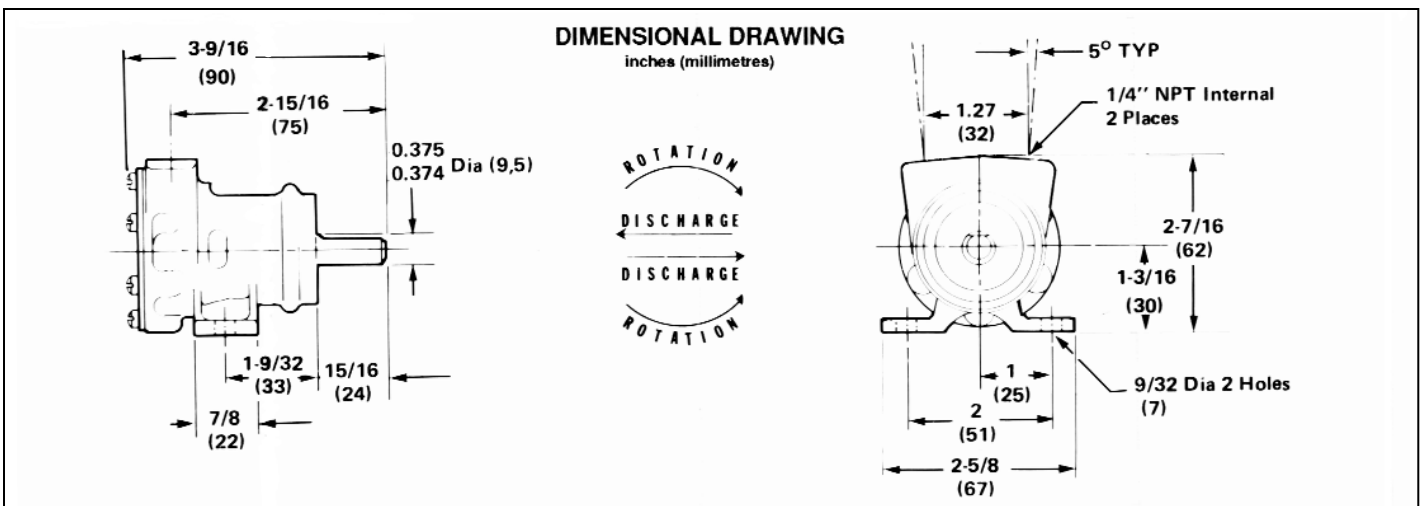 DIMENSIONAL DRAWING
inches (millimetres)
3-9/16
(90)
2-15/16
(75)
0.375
0.374 Dia (9,5)
1-9/32
(33)
15/16
(24)
7/8
(22)
ROTATION
DISCHARGE
DISCHARGE
ROTATION
5° TYP
1/4" NPT Internal
2 Places
1.27
(32)
2-7/16
(62)
1-3/16
(30)
1
(25)
9/32 Dia 2 Holes
(7)
2
(51)
2-5/8
(67)